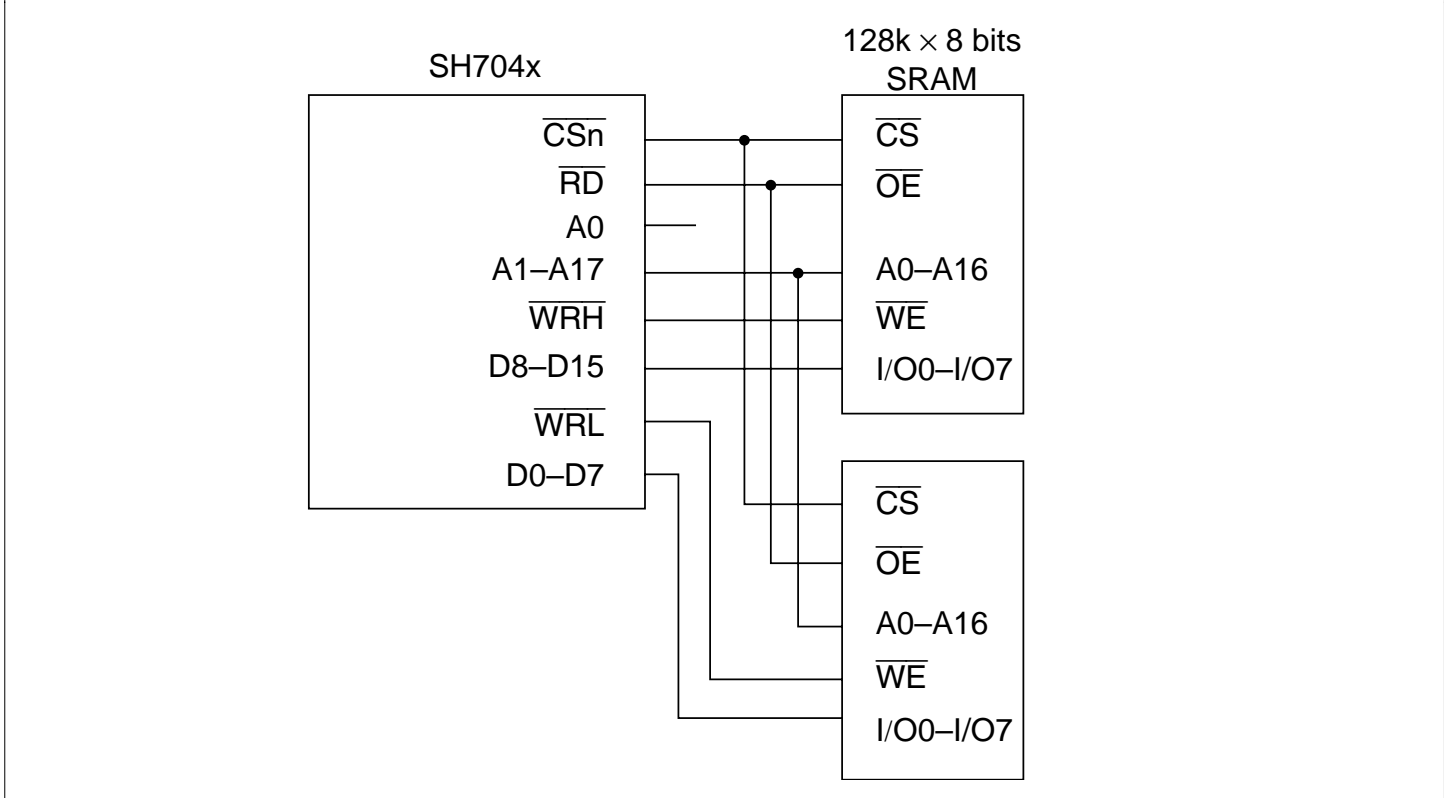 128k × 8 bits
SRAM
SH704x
CSn
RD
A0
A1–A17
WRH
D8–D15
WRL
D0–D7
CS
OE
A0–A16
WE
I/O0–I/O7
CS
OE
A0–A16
WE
I/O0–I/O7